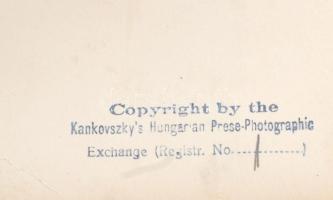 Copyright by the
Kankovszky's Hungarian Prese-Photographic
Exchange (Registr. No.............)